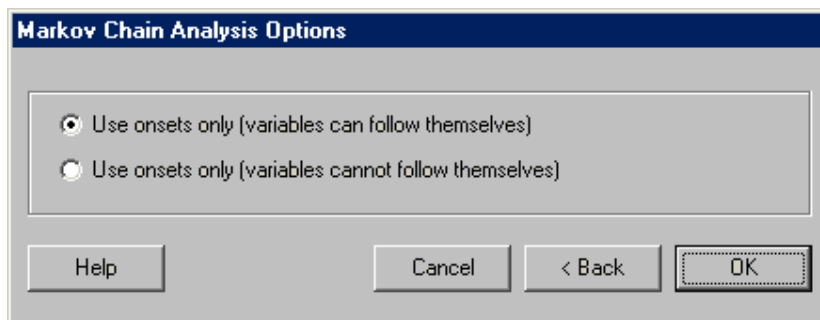 Markov Chain Analysis Options
Use onsets only (variables can follow themselves)
Use onsets only (variables cannot follow themselves)
Help
Cancel
< Back
OK